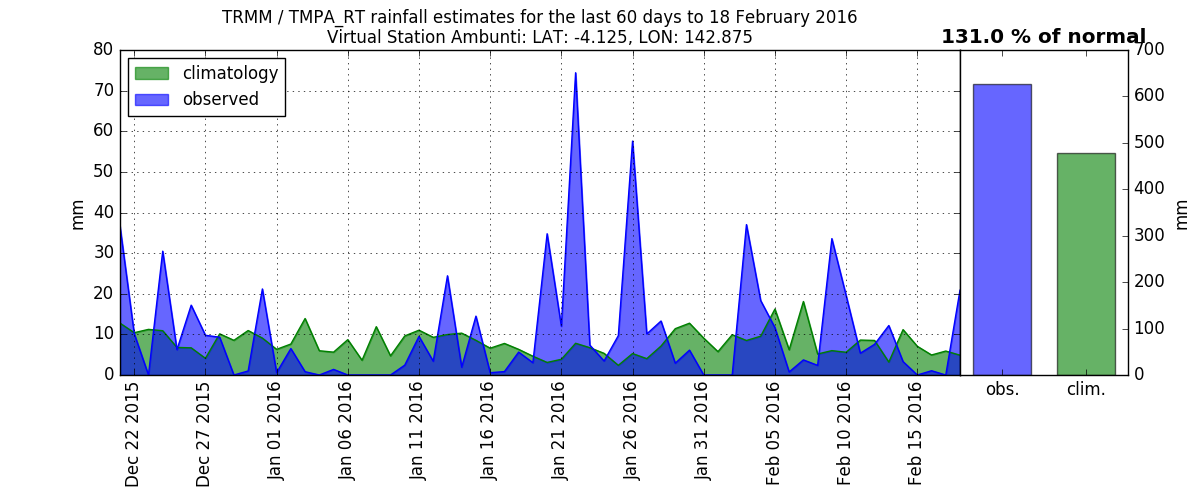 TRMM / TMPA_RT rainfall estimates for the last 60 days to 18 February 2016
Virtual Station Ambunti: LAT: -4.125, LON: 142.875
131.0 % of normal
climatology
observed
mm
80
70
60
50
40
30
20
10
0
Dec 22 2015
Dec 27 2015
Jan 01 2016
Jan 06 2016
Jan 11 2016
Jan 16 2016
Jan 21 2016
Jan 26 2016
Jan 31 2016
Feb 05 2016
Feb 10 2016
Feb 15 2016
700
600
500
400
300
200
100
0
mm
obs.
clim.